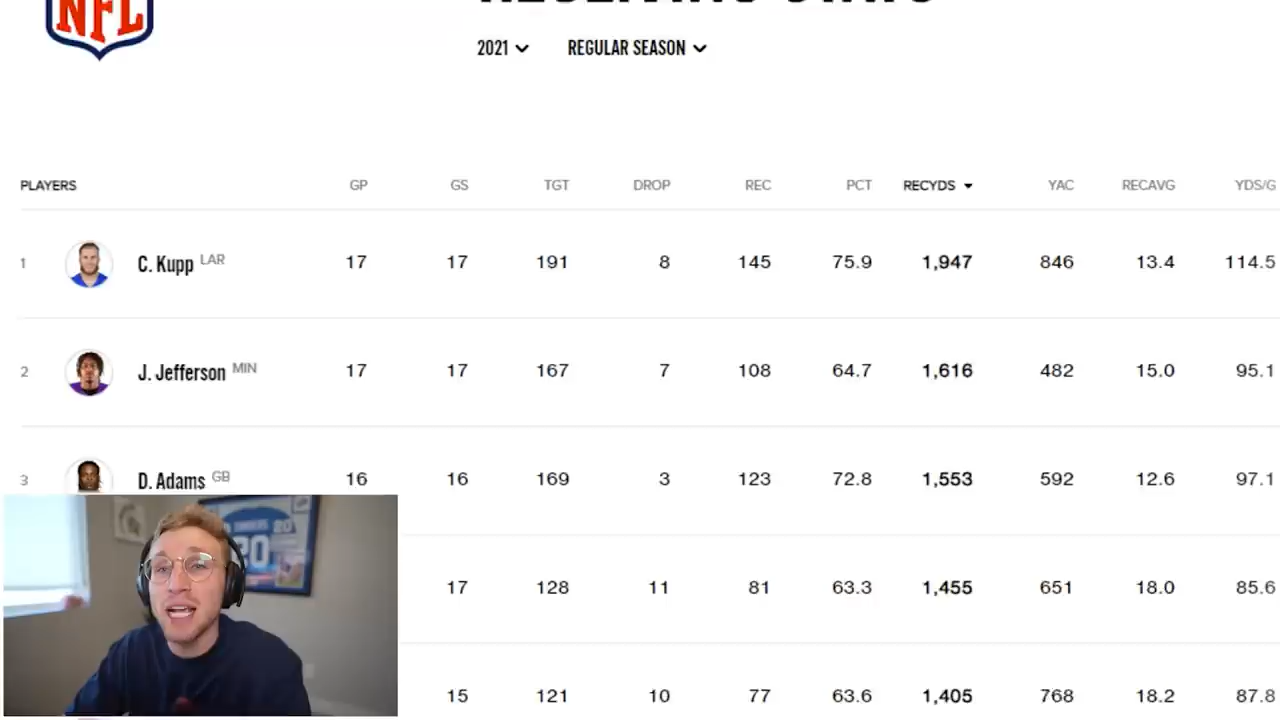 NFL
2021 REGULAR SEASON
PLAYERS GP GS TGT DROP REC PCT RECYDS YAC RECAVG YDS/G
1 C. Kupp LAR 17 17 191 8 145 75.9 1,947 846 13.4 114.5
2 J. Jefferson MIN 17 17 167 7 108 64.7 1,616 482 15.0 95.1
3 D. Adams GB 16 16 169 3 123 72.8 1,553 592 12.6 97.1
17 128 11 81 63.3 1,455 651 18.0 85.6
15 121 10 77 63.6 1,405 768 18.2 87.8
20
20